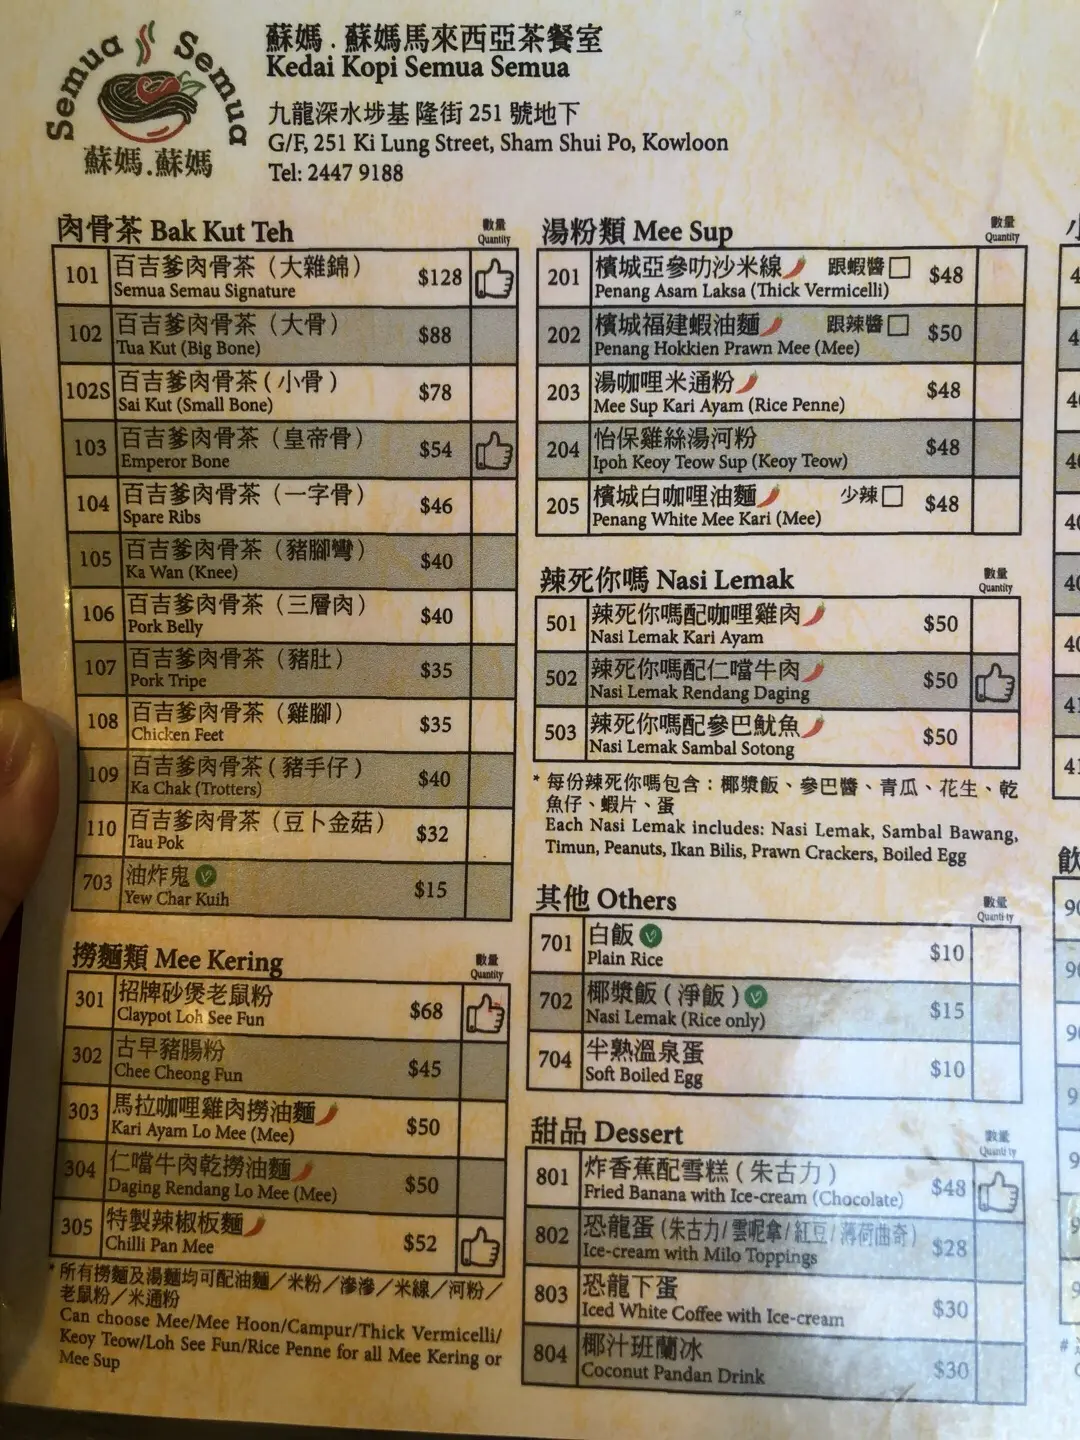 Semua Semua
蘇媽.蘇媽
蘇媽.蘇媽馬來西亞茶餐室
Kedai Kopi Semua Semua
九龍深水埗基隆街 251 號地下
G/F, 251 Ki Lung Street, Sham Shui Po, Kowloon
Tel: 2447 9188
肉骨茶 Bak Kut Teh 數量 Quantity
101 百吉爹肉骨茶（大雜錦） $128
Semua Semau Signature
102 百吉爹肉骨茶（大骨） $88
Tua Kut (Big Bone)
102S 百吉爹肉骨茶（小骨） $78
Sai Kut (Small Bone)
103 百吉爹肉骨茶（皇帝骨） $54
Emperor Bone
104 百吉爹肉骨茶（一字骨） $46
Spare Ribs
105 百吉爹肉骨茶（豬腳彎） $40
Ka Wan (Knee)
106 百吉爹肉骨茶（三層肉） $40
Pork Belly
107 百吉爹肉骨茶（豬肚） $35
Pork Tripe
108 百吉爹肉骨茶（雞腳） $35
Chicken Feet
109 百吉爹肉骨茶（豬手仔） $40
Ka Chak (Trotters)
110 百吉爹肉骨茶（豆卜金菇） $32
Tau Pok
703 油炸鬼 $15
Yew Char Kuih
撈麵類 Mee Kering 數量 Quantity
301 招牌砂煲老鼠粉 $68
Claypot Loh See Fun
302 古早豬腸粉 $45
Chee Cheong Fun
303 馬拉咖哩雞肉撈油麵 $50
Kari Ayam Lo Mee (Mee)
304 仁噹牛肉乾撈油麵 $50
Daging Rendang Lo Mee (Mee)
305 特製辣椒板麵 $52
Chilli Pan Mee
* 所有撈麵及湯麵均可配油麵／米粉／滲滲／米線／河粉／
老鼠粉／米通粉
Can choose Mee/Mee Hoon/Campur/Thick Vermicelli/
Keoy Teow/Loh See Fun/Rice Penne for all Mee Kering or
Mee Sup
湯粉類 Mee Sup 數量 Quantity
201 檳城亞參叻沙米線 跟蝦醬 $48
Penang Asam Laksa (Thick Vermicelli)
202 檳城福建蝦油麵 跟辣醬 $50
Penang Hokkien Prawn Mee (Mee)
203 湯咖哩米通粉 $48
Mee Sup Kari Ayam (Rice Penne)
204 怡保雞絲湯河粉 $48
Ipoh Keoy Teow Sup (Keoy Teow)
205 檳城白咖哩油麵 少辣 $48
Penang White Mee Kari (Mee)
辣死你嗎 Nasi Lemak 數量 Quantity
501 辣死你嗎配咖哩雞肉 $50
Nasi Lemak Kari Ayam
502 辣死你嗎配仁噹牛肉 $50
Nasi Lemak Rendang Daging
503 辣死你嗎配參巴魷魚 $50
Nasi Lemak Sambal Sotong
* 每份辣死你嗎包含：椰漿飯、參巴醬、青瓜、花生、乾
魚仔、蝦片、蛋
Each Nasi Lemak includes: Nasi Lemak, Sambal Bawang,
Timun, Peanuts, Ikan Bilis, Prawn Crackers, Boiled Egg
其他 Others 數量 Quantity
701 白飯 $10
Plain Rice
702 椰漿飯（淨飯） $15
Nasi Lemak (Rice only)
704 半熟溫泉蛋 $10
Soft Boiled Egg
甜品 Dessert 數量 Quantity
801 炸香蕉配雪糕（朱古力） $48
Fried Banana with Ice-cream (Chocolate)
802 恐龍蛋（朱古力/雲呢拿/紅豆/薄荷曲奇） $28
Ice-cream with Milo Toppings
803 恐龍下蛋 $30
Iced White Coffee with Ice-cream
804 椰汁班蘭冰 $30
Coconut Pandan Drink